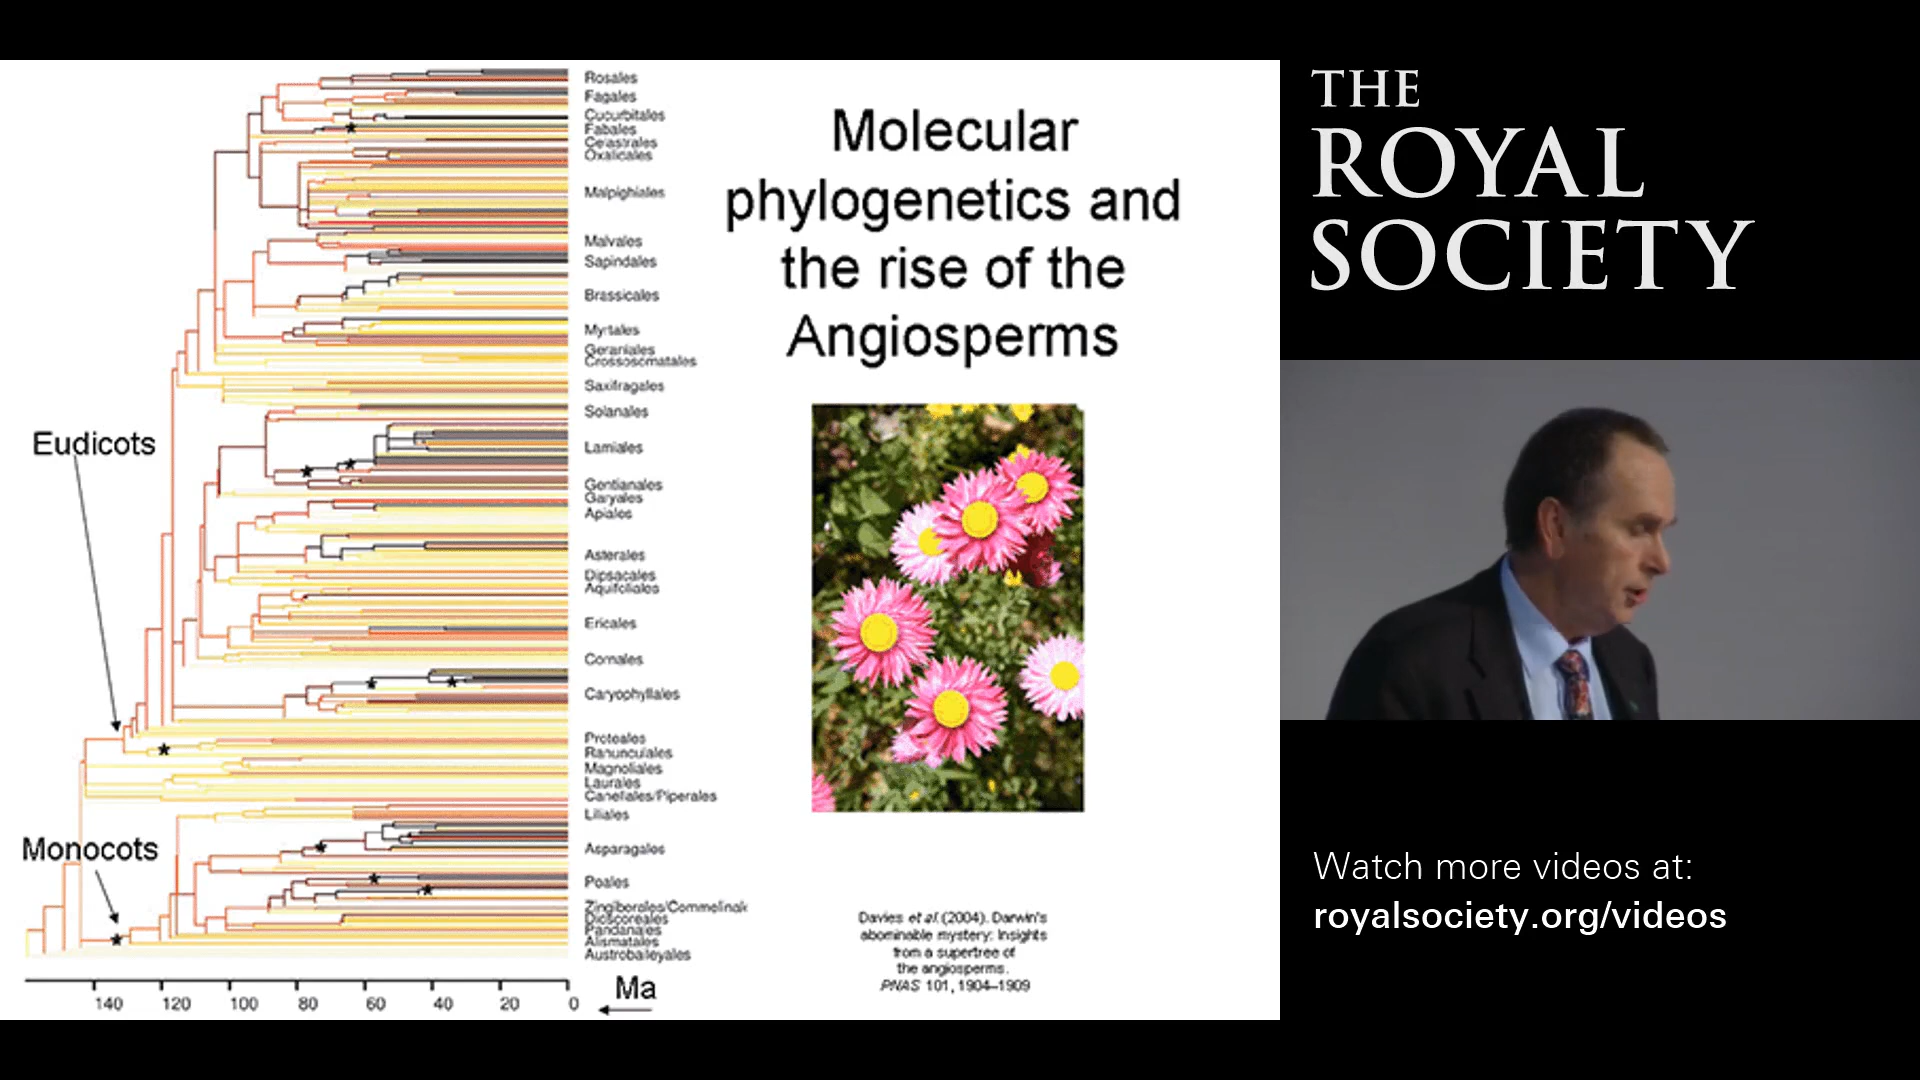 Rosales
Fagales
Cucurbitales
Fabales
Celastrales
Oxalicales
Malpighiales
Malvales
Sapindales
Brassicales
Myrtales
Geraniales
Crossosomatales
Saxifragales
Solanales
Eudicots
Lamiales
Gentianales
Garyales
Apiales
Asterales
Dipsacales
Aquifoliales
Ericales
Cornales
Caryophyllales
Proteales
Ranunculales
Magnoliales
Laurales
Canellales/Piperales
Liliales
Monocots
Asparagales
Poales
Zingiberales/Commelinak
Dioscoreales
Pandanales
Alismatales
Austrobaileyales
140 120 100 80 60 40 20 0
Ma
Molecular
phylogenetics and
the rise of the
Angiosperms
Davies et al. (2004). Darwin's
abominable mystery: Insights
from a supertree of
the angiosperms.
PNAS 101, 1904–1909
THE
ROYAL
SOCIETY
Watch more videos at:
royalsociety.org/videos